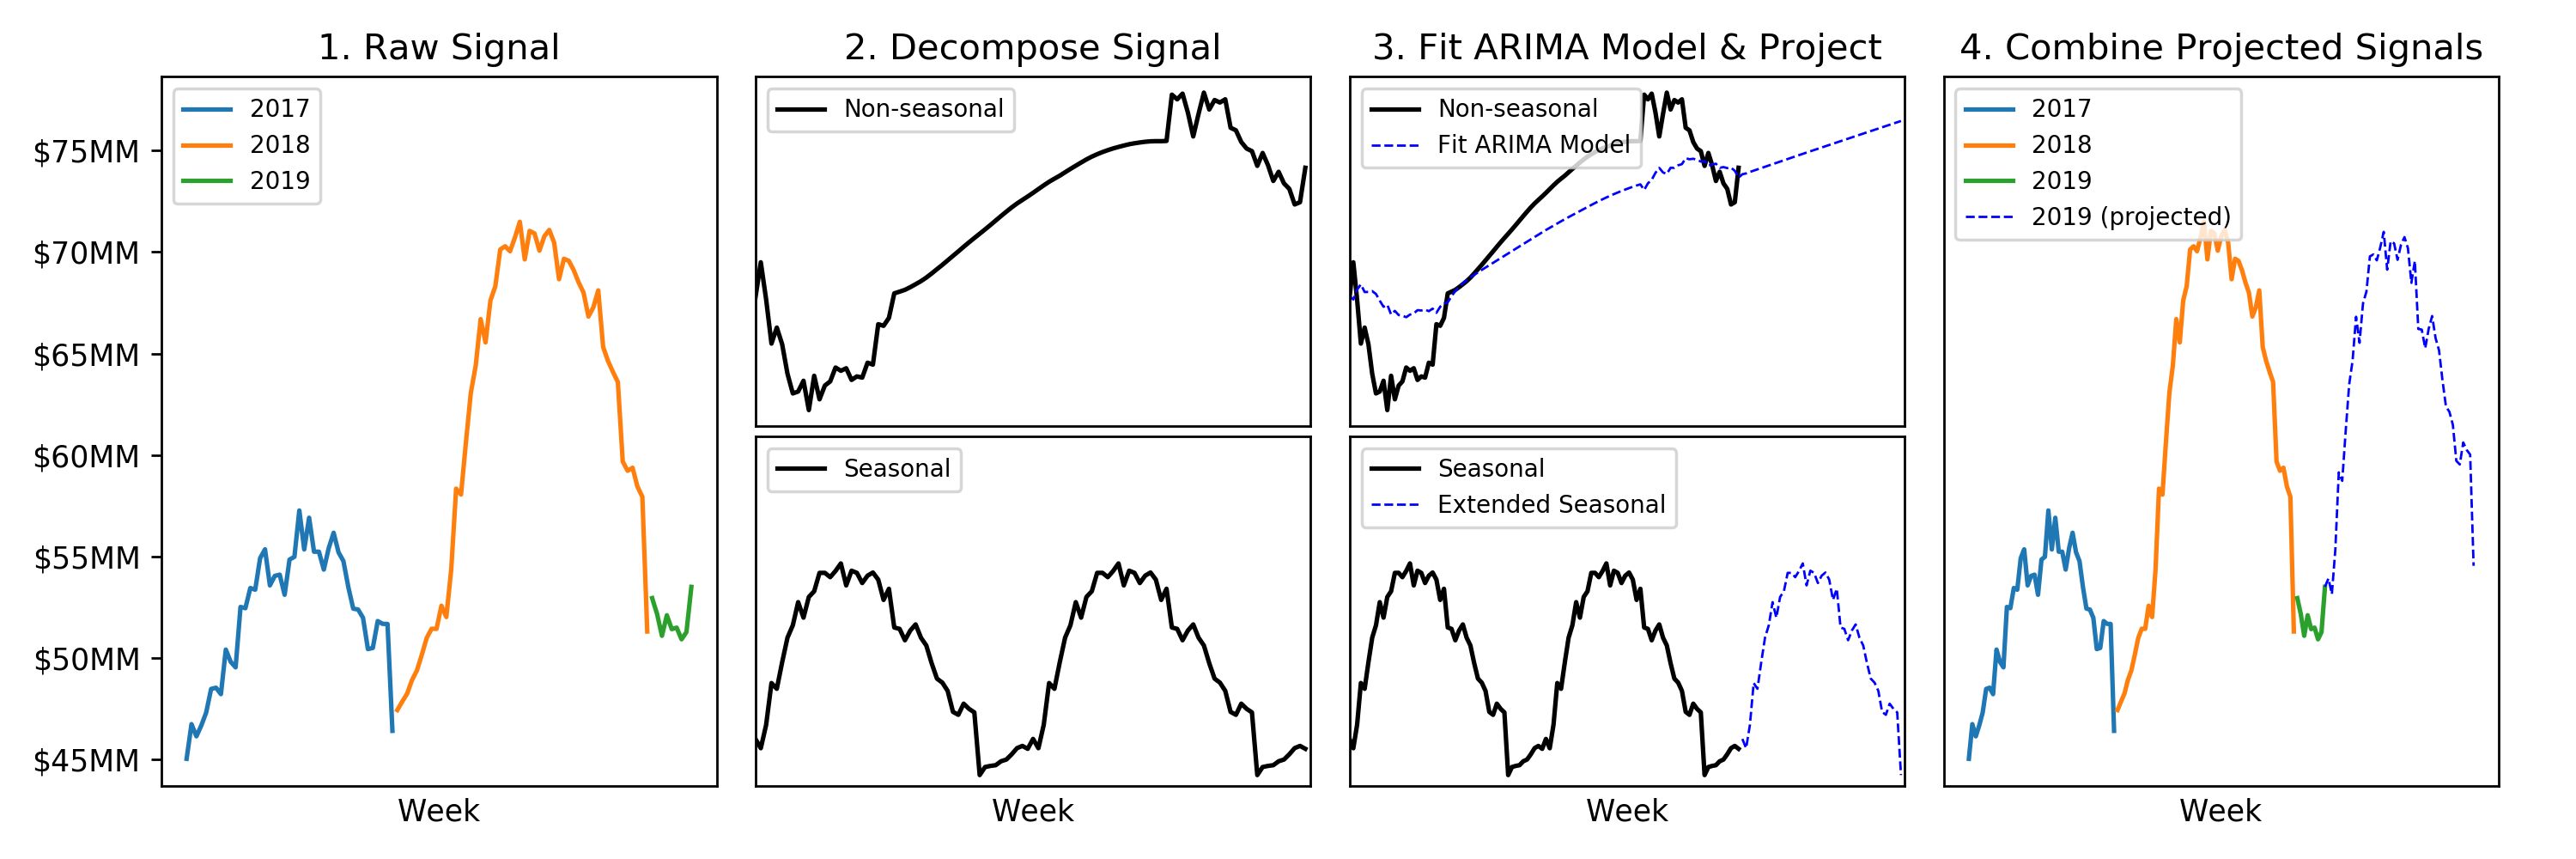 1. Raw Signal
2017
2018
2019
$75MM
$70MM
$65MM
$60MM
$55MM
$50MM
$45MM
Week
2. Decompose Signal
Non-seasonal
Seasonal
Week
3. Fit ARIMA Model & Project
Non-seasonal
Fit ARIMA Model
Seasonal
Extended Seasonal
Week
4. Combine Projected Signals
2017
2018
2019
2019 (projected)
Week